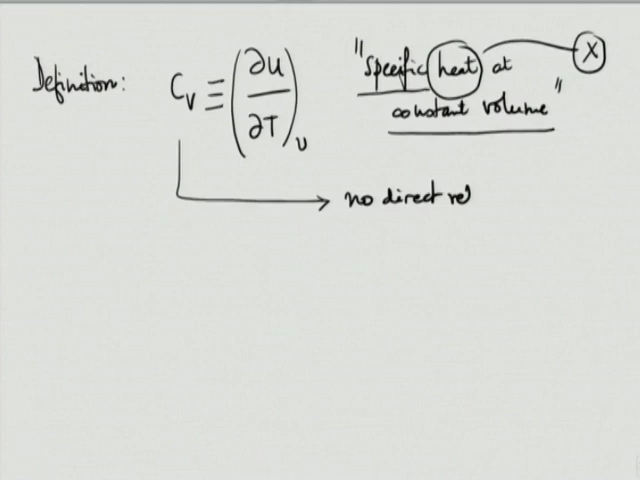 Definition: C_v ≡ (∂u/∂T)_v "Specific heat at X
constant volume"
no direct rel